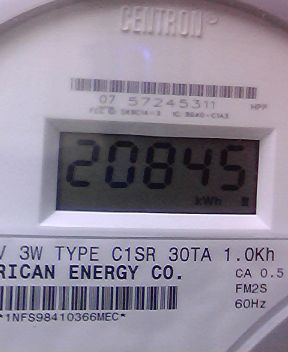 CENTRON
07 57245311 HPP
20845
kWh
V 3W TYPE C1SR 30TA 1.0Kh
RICAN ENERGY CO. CA 0.5
FM2S
*1NFS98410366MEC* 60Hz